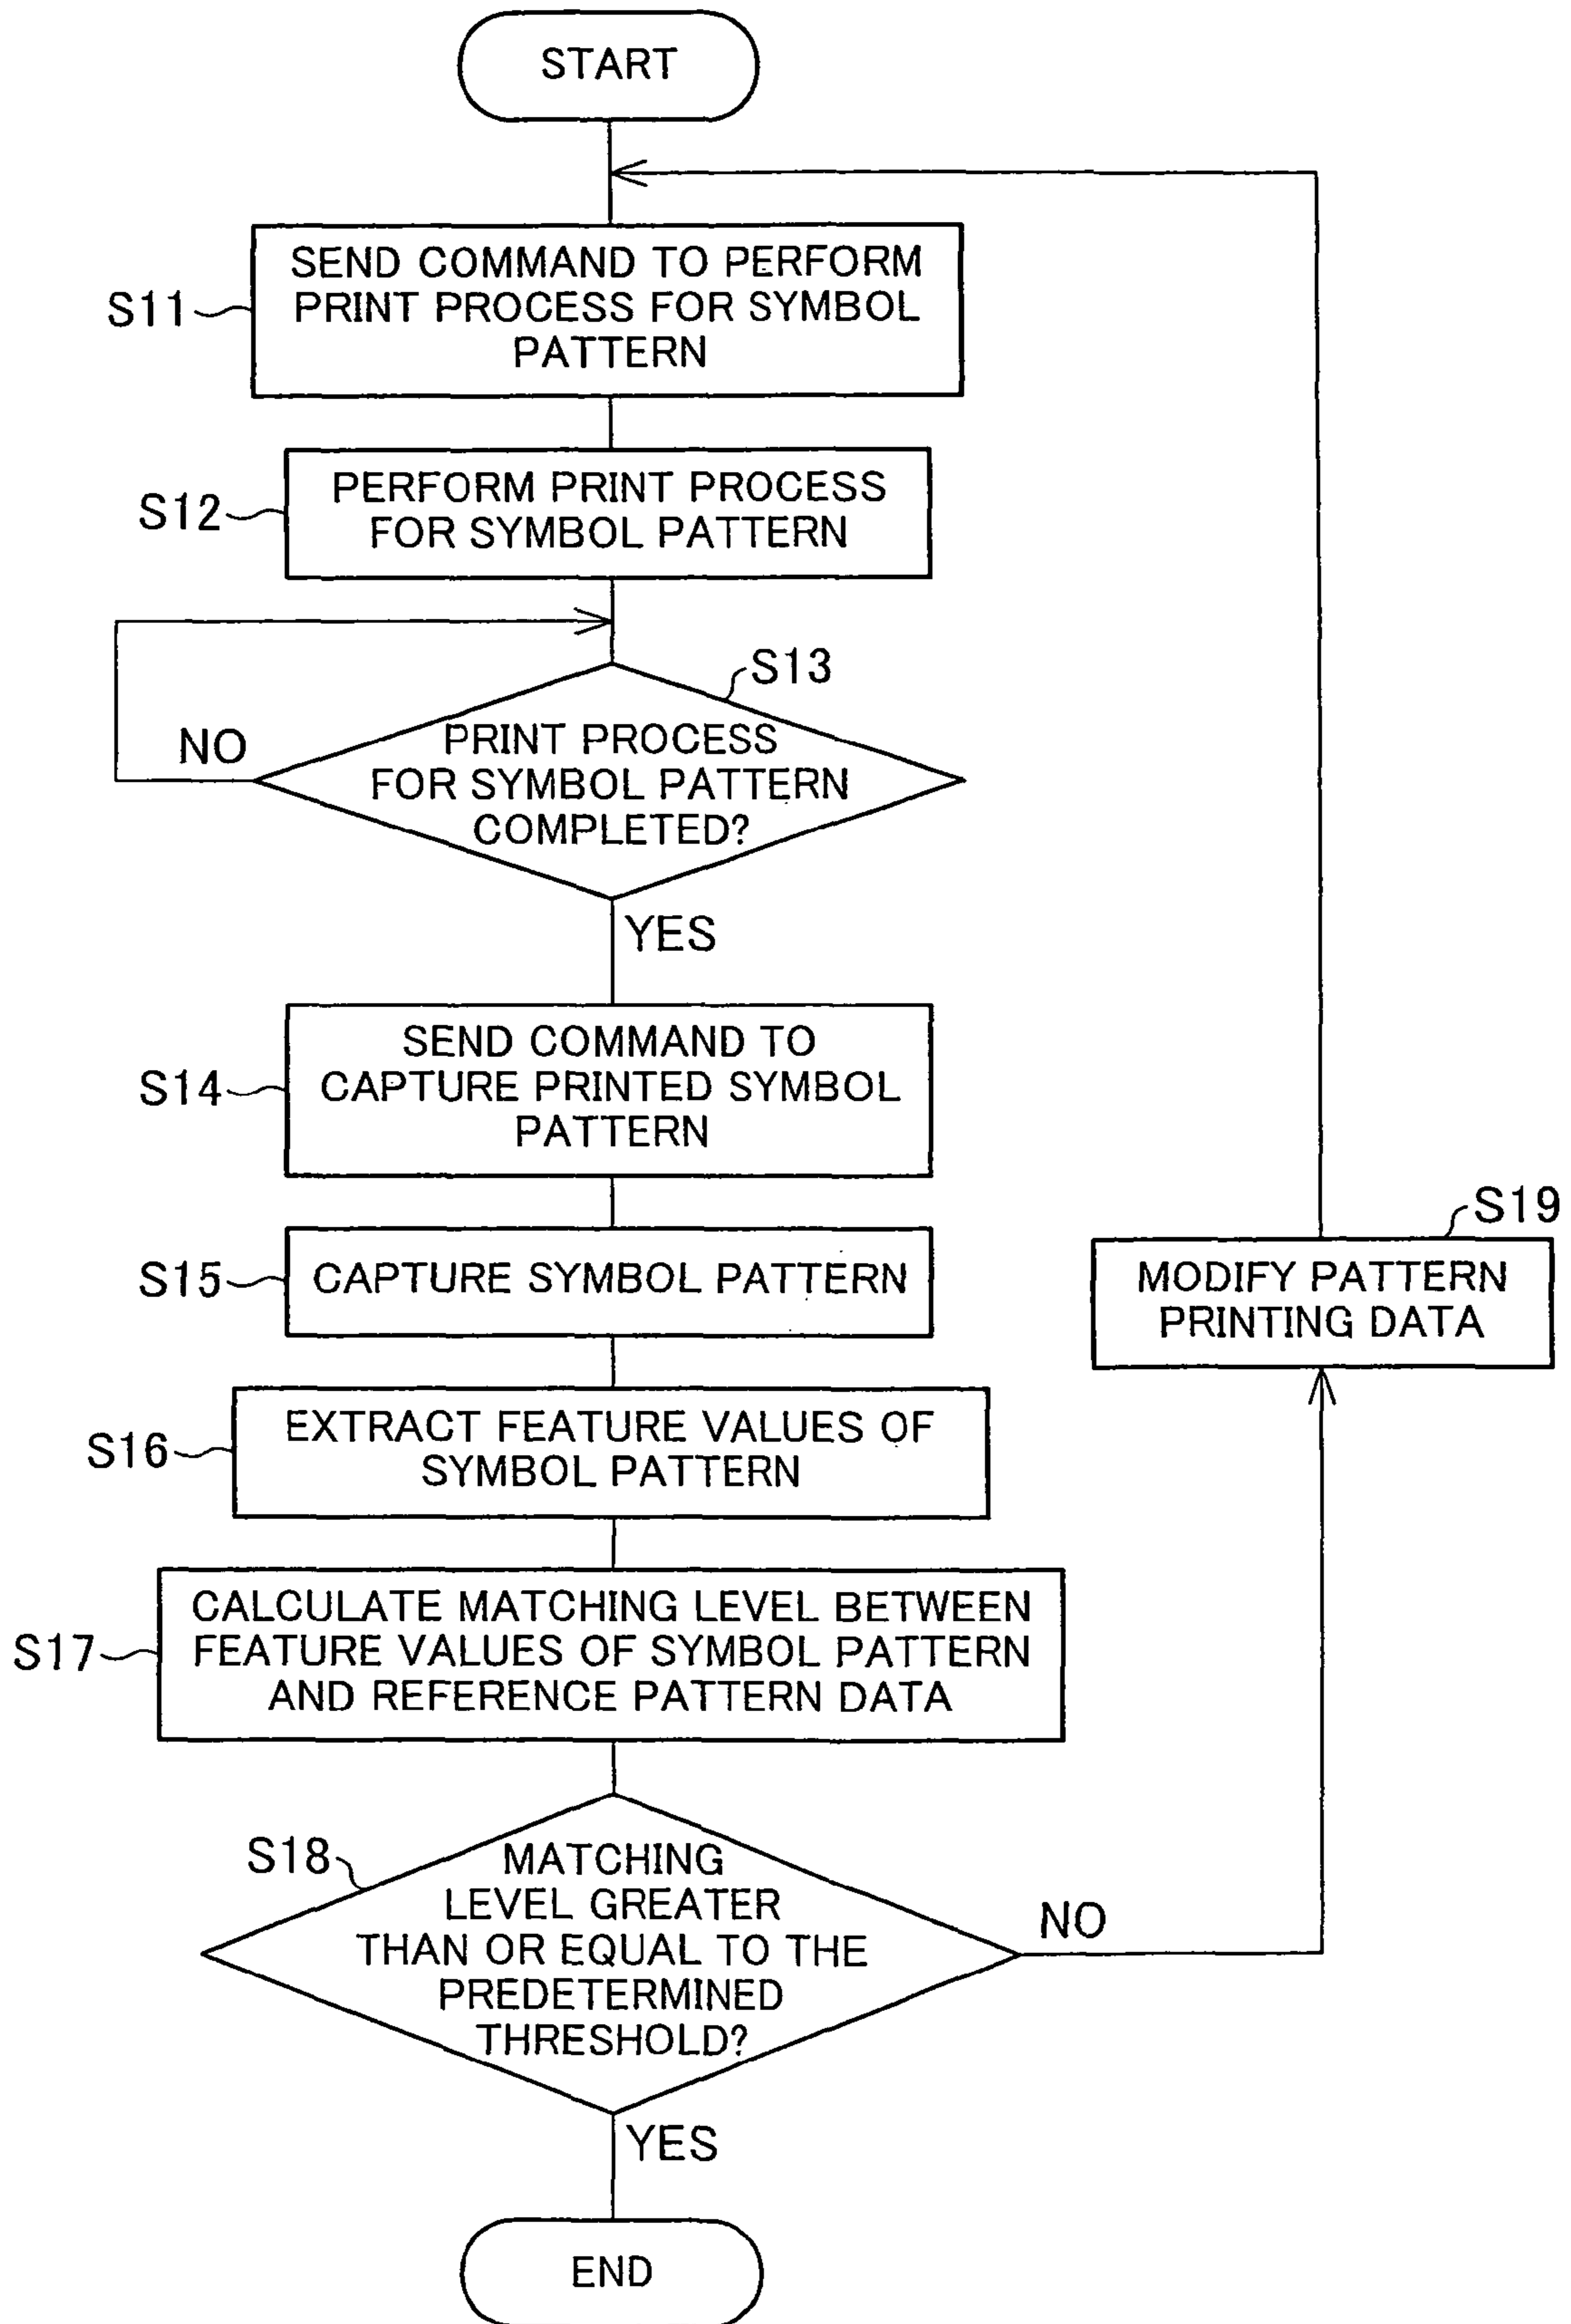 START
SEND COMMAND TO PERFORM
PRINT PROCESS FOR SYMBOL
PATTERN
S11
PERFORM PRINT PROCESS
FOR SYMBOL PATTERN
S12
S13
NO
PRINT PROCESS
FOR SYMBOL PATTERN
COMPLETED?
YES
SEND COMMAND TO
CAPTURE PRINTED SYMBOL
PATTERN
S14
S15
CAPTURE SYMBOL PATTERN
S19
MODIFY PATTERN
PRINTING DATA
EXTRACT FEATURE VALUES OF
SYMBOL PATTERN
S16
CALCULATE MATCHING LEVEL BETWEEN
FEATURE VALUES OF SYMBOL PATTERN
AND REFERENCE PATTERN DATA
S17
S18
MATCHING
LEVEL GREATER
THAN OR EQUAL TO THE
PREDETERMINED
THRESHOLD?
NO
YES
END